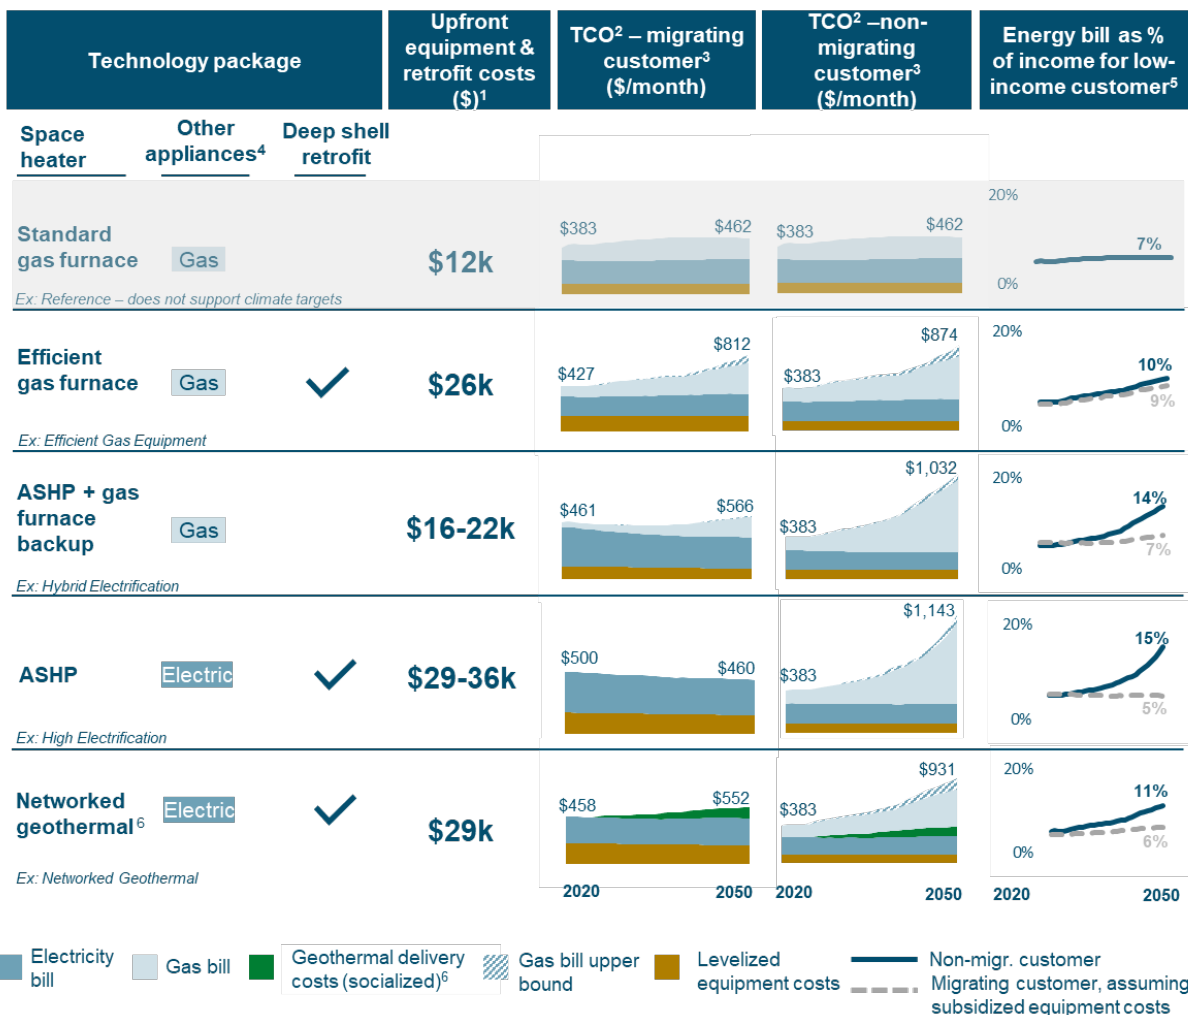 Technology package
Upfront
equipment &
retrofit costs
($)¹
TCO² – migrating
customer³
($/month)
TCO² –non-
migrating
customer³
($/month)
Energy bill as %
of income for low-
income customer⁵
Space
heater
Other
appliances⁴
Deep shell
retrofit
Standard
gas furnace
Gas
$12k
$383
$462
$383
$462
20%
7%
0%
Ex: Reference – does not support climate targets
Efficient
gas furnace
Gas
$26k
$427
$812
$383
$874
20%
10%
9%
0%
Ex: Efficient Gas Equipment
ASHP + gas
furnace
backup
Gas
$16-22k
$461
$566
$383
$1,032
20%
14%
7%
0%
Ex: Hybrid Electrification
ASHP
Electric
$29-36k
$500
$460
$383
$1,143
20%
15%
5%
0%
Ex: High Electrification
Networked
geothermal⁶
Electric
$29k
$458
$552
$383
$931
20%
11%
6%
0%
Ex: Networked Geothermal
2020
2050
2020
2050
2020
2050
Electricity
bill
Gas bill
Geothermal delivery
costs (socialized)⁶
Gas bill upper
bound
Levelized
equipment costs
Non-migr. customer
Migrating customer, assuming
subsidized equipment costs